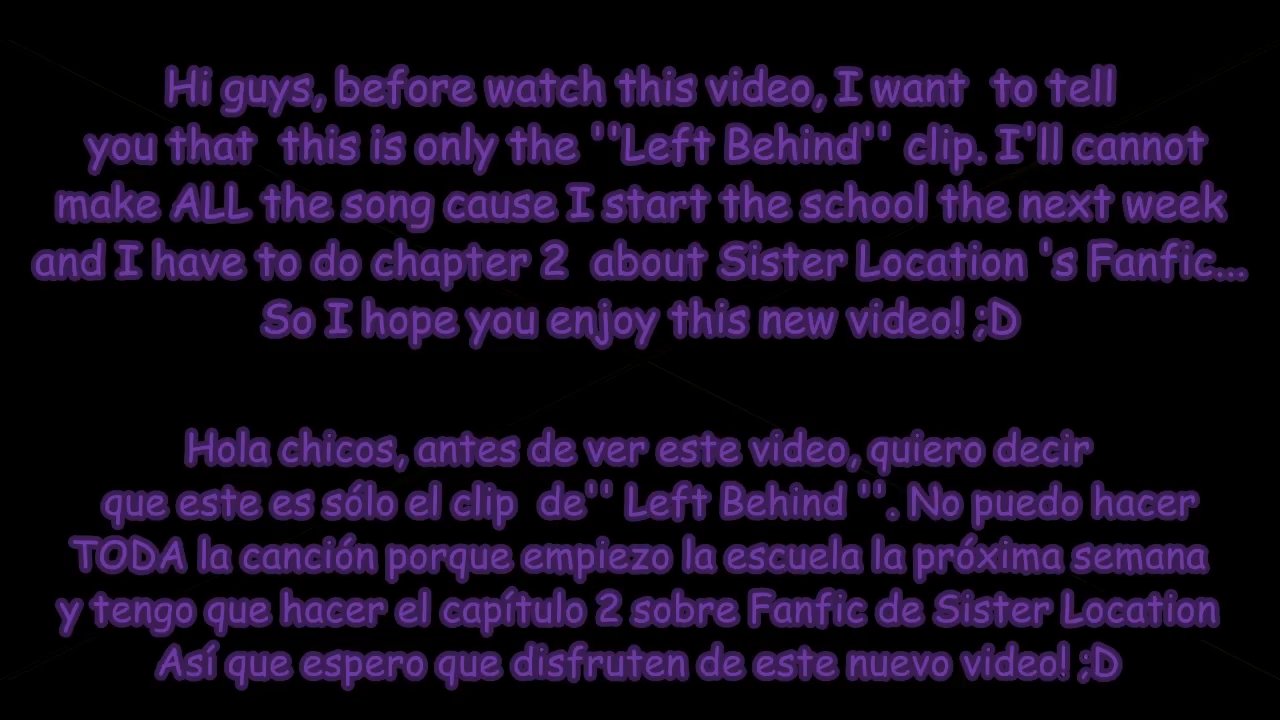 Hi guys, before watch this video, I want  to tell
you that  this is only the ''Left Behind'' clip. I'll cannot
make ALL the song cause I start the school the next week
and I have to do chapter 2  about Sister Location 's Fanfic...
So I hope you enjoy this new video! ;D
Hola chicos, antes de ver este video, quiero decir
que este es sólo el clip  de'' Left Behind ''. No puedo hacer
TODA la canción porque empiezo la escuela la próxima semana
y tengo que hacer el capítulo 2 sobre Fanfic de Sister Location
Así que espero que disfruten de este nuevo video! ;D